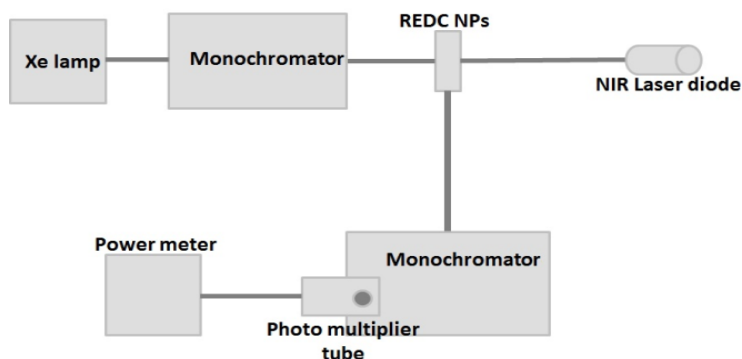 REDC NPs
Xe lamp
Monochromator
NIR Laser diode
Power meter
Monochromator
Photo multiplier
tube